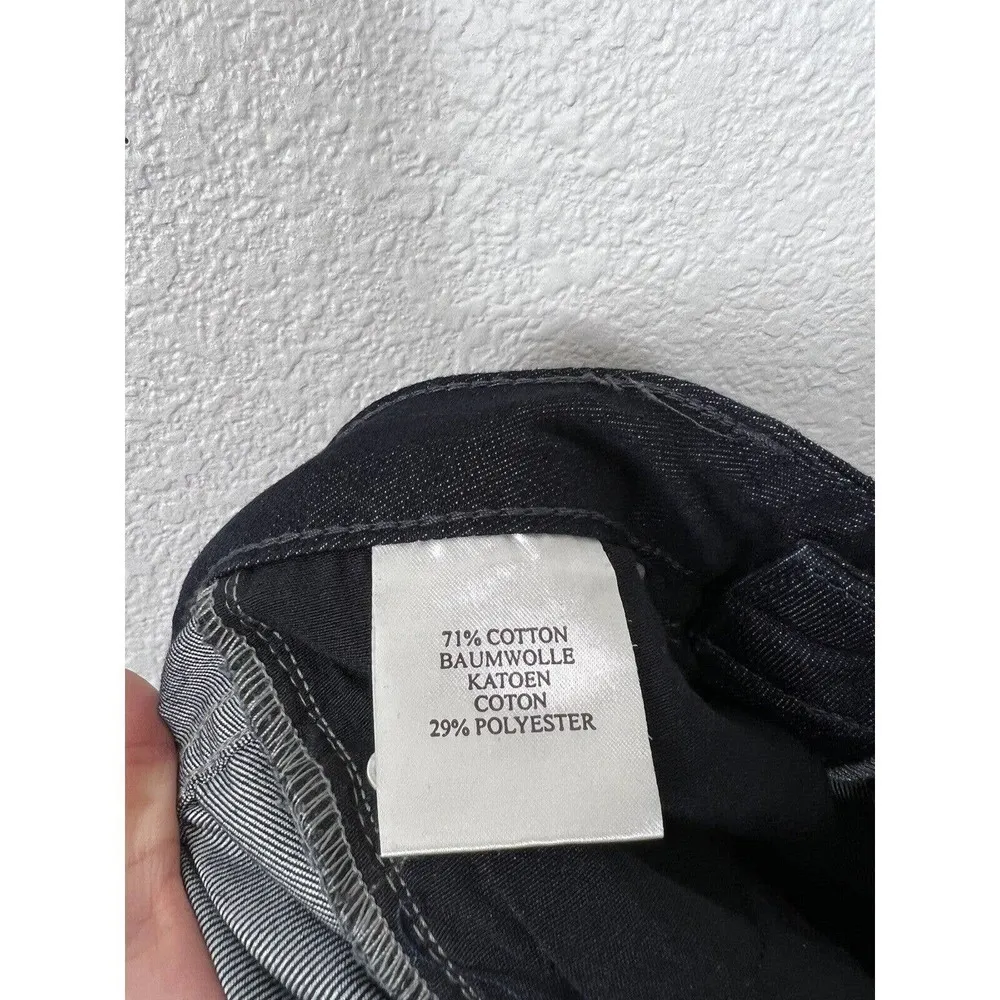 71% COTTON
BAUMWOLLE
KATOEN
COTON
29% POLYESTER